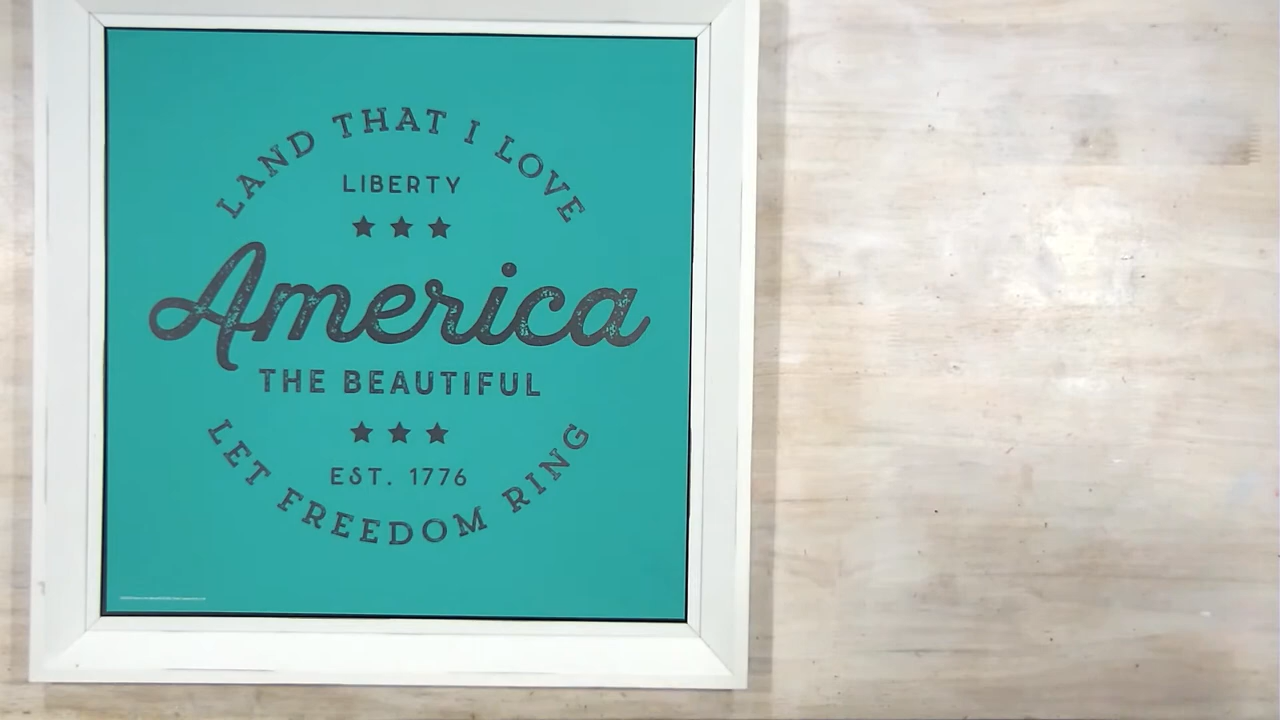 LAND THAT I LOVE
LIBERTY
America
THE BEAUTIFUL
EST. 1776
LET FREEDOM RING